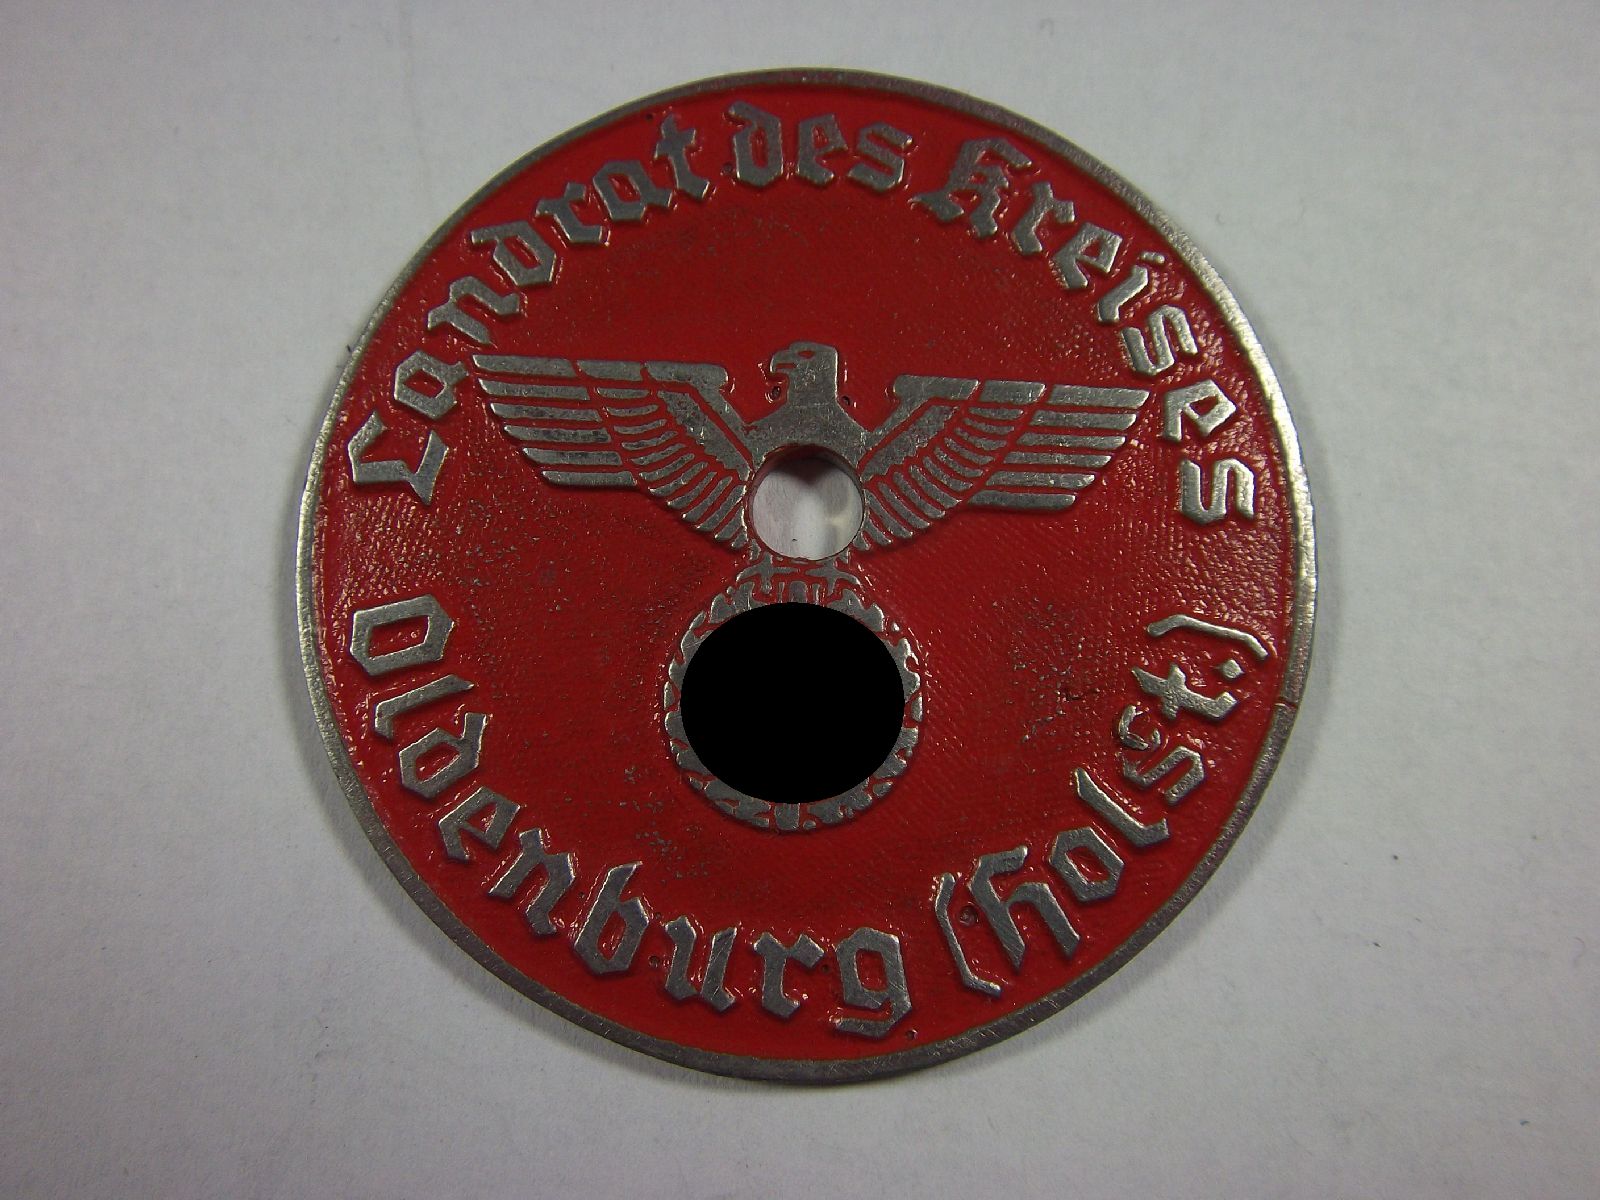 Landrat des Kreises
Oldenburg (Holst.)